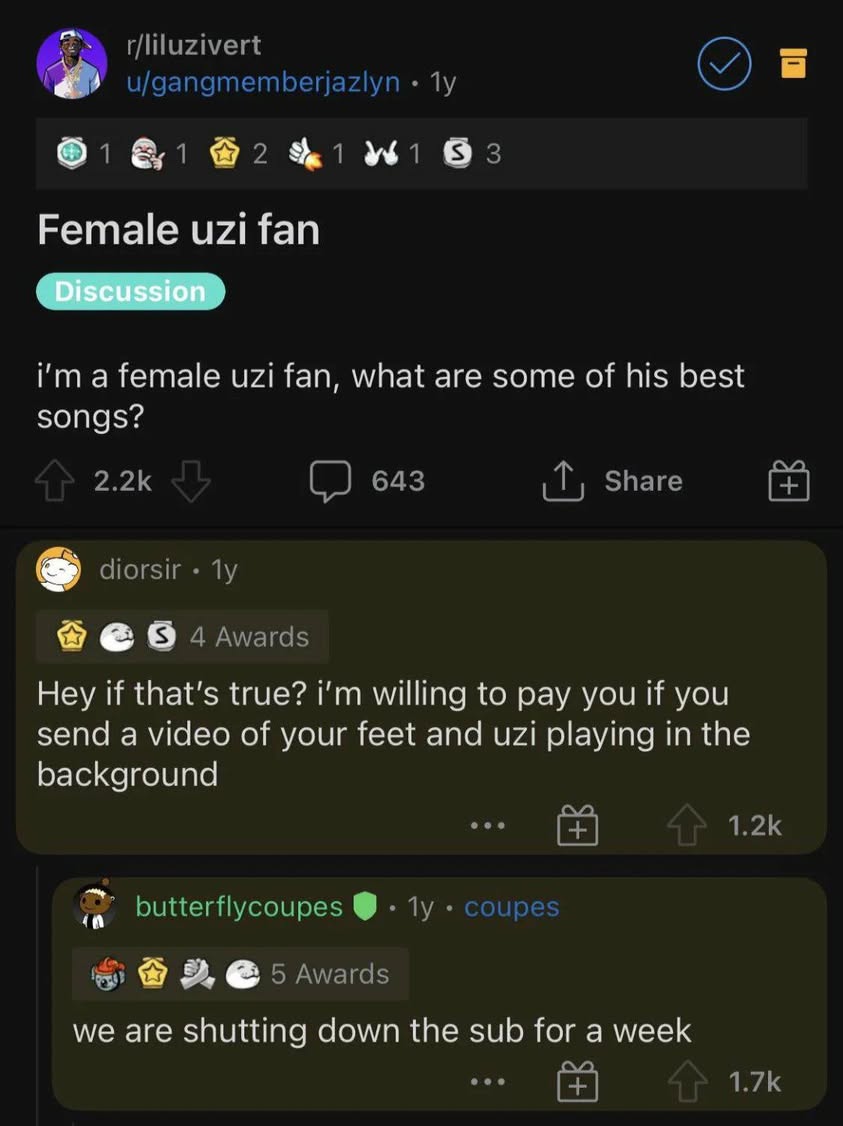 r/liluzivert
u/gangmemberjazlyn • 1y
1 1 2 1 1 S 3
Female uzi fan
Discussion
i'm a female uzi fan, what are some of his best
songs?
2.2k 643 Share
diorsir • 1y
S 4 Awards
Hey if that's true? i'm willing to pay you if you
send a video of your feet and uzi playing in the
background
... 1.2k
butterflycoupes • 1y • coupes
5 Awards
we are shutting down the sub for a week
... 1.7k